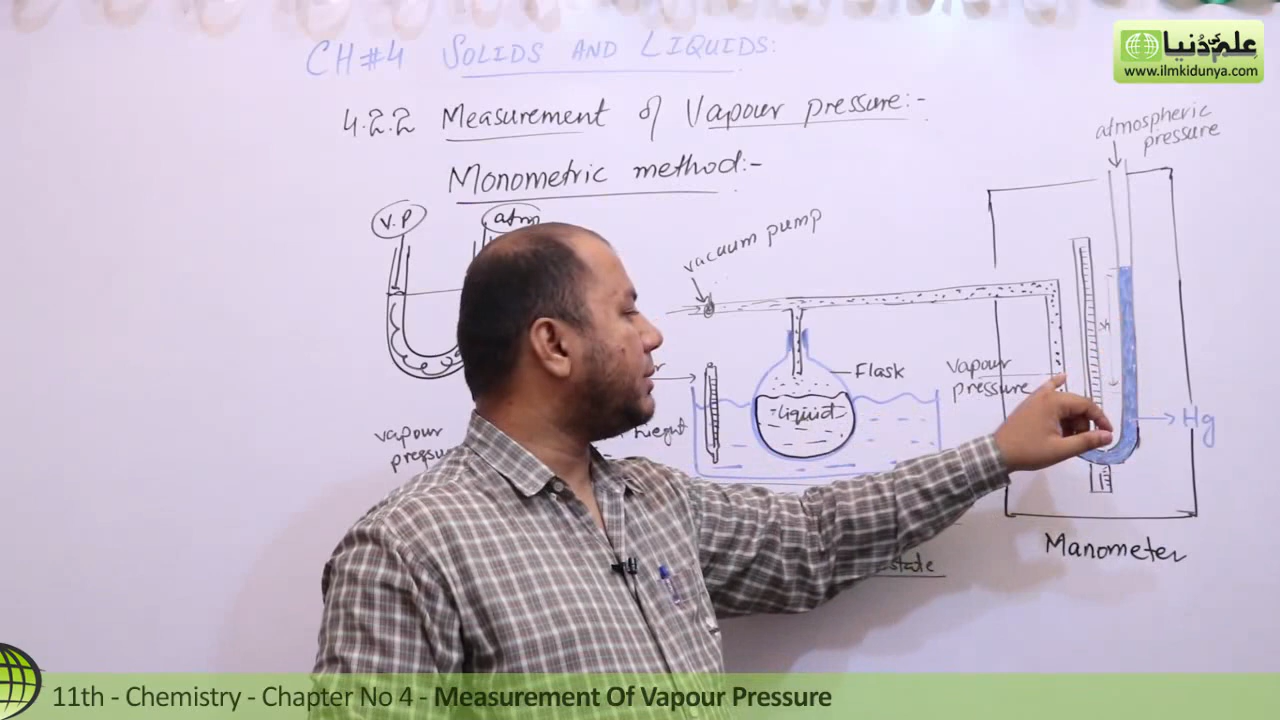 CH#4 SOLIDS AND LIQUIDS:
4.2.2 Measurement of Vapour pressure:-
Monometric method:-
V.P
atm
vacuum pump
Flask
Liquid
vapour
pressure
atmospheric
pressure
h
Vapour
pressure
Hg
Manometer
state
علم کی دنیا
www.ilmkidunya.com
11th - Chemistry - Chapter No 4 - Measurement Of Vapour Pressure